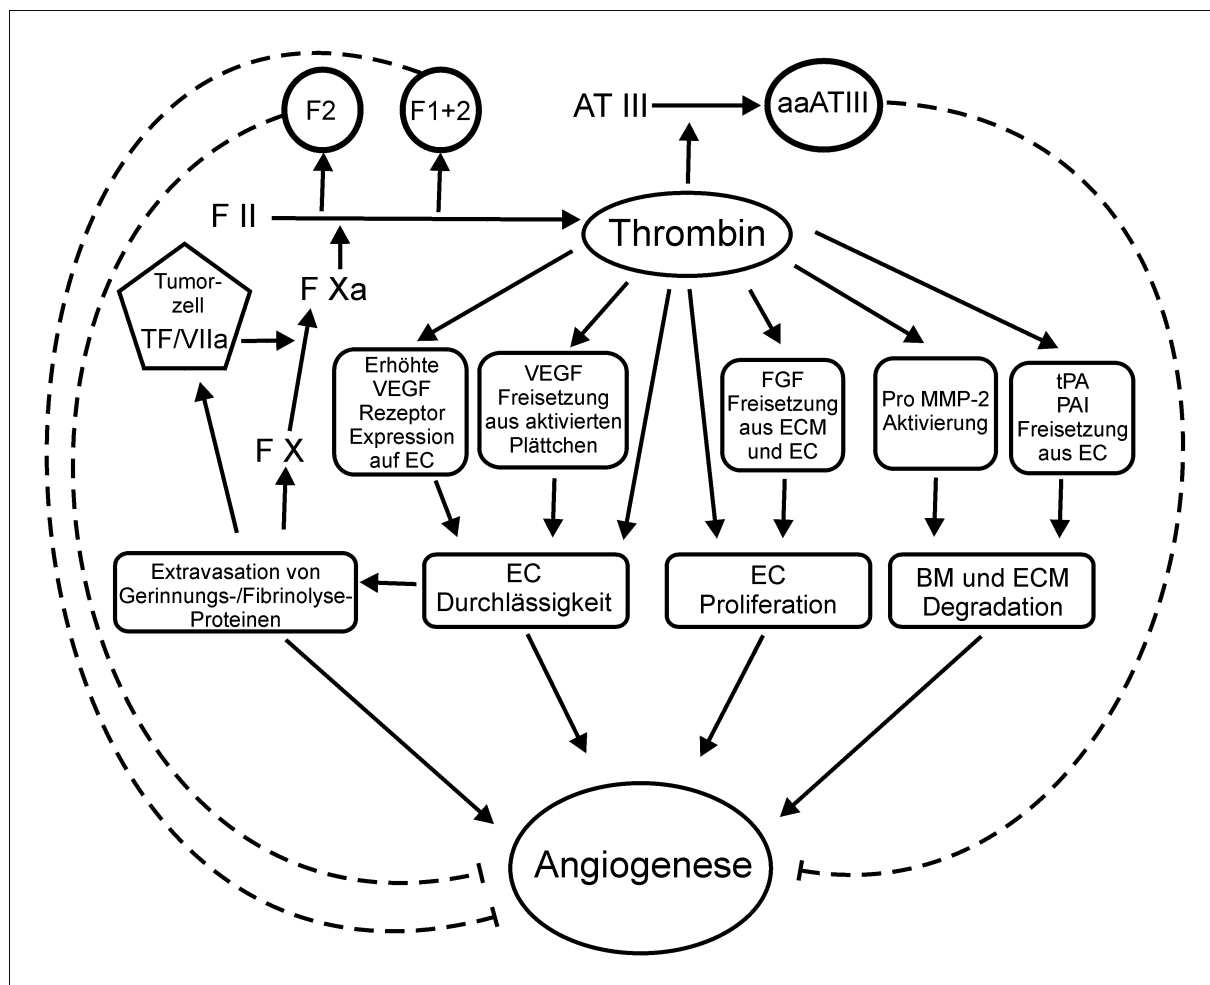 F2
F1+2
AT III
aaATIII
F II
Thrombin
Tumor-
zell
TF/VIIa
F Xa
F X
Erhöhte
VEGF
Rezeptor
Expression
auf EC
VEGF
Freisetzung
aus aktivierten
Plättchen
FGF
Freisetzung
aus ECM
und EC
Pro MMP-2
Aktivierung
tPA
PAI
Freisetzung
aus EC
Extravasation von
Gerinnungs-/Fibrinolyse-
Proteinen
EC
Durchlässigkeit
EC
Proliferation
BM und ECM
Degradation
Angiogenese